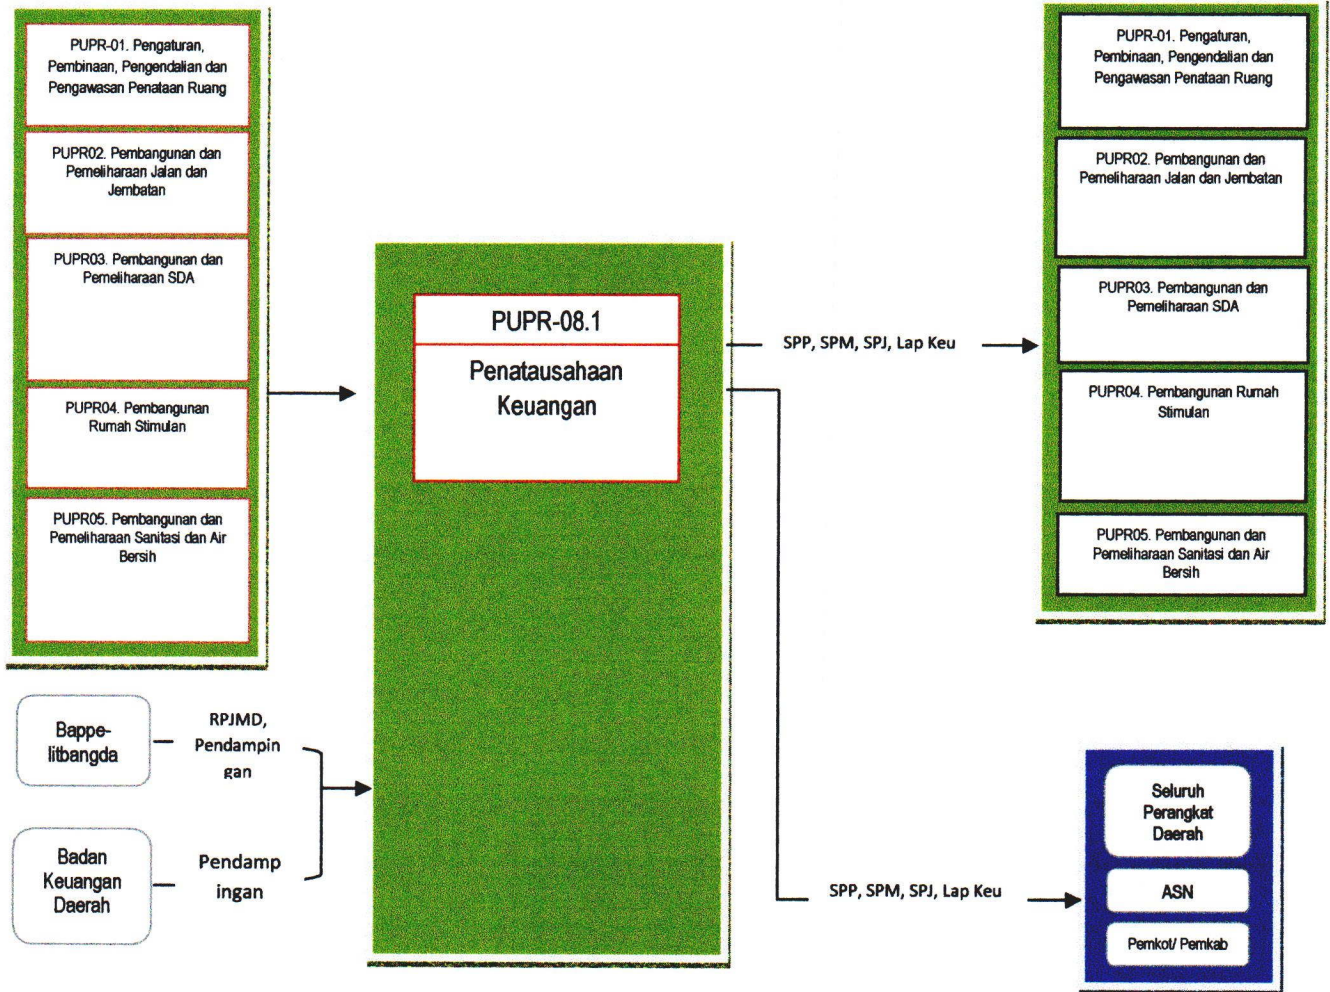 PUPR-01. Pengaturan,
Pembinaan, Pengendalian dan
Pengawasan Penataan Ruang
PUPR02. Pembangunan dan
Pemeliharaan Jalan dan
Jembatan
PUPR03. Pembangunan dan
Pemeliharaan SDA
PUPR04. Pembangunan
Rumah Stimulan
PUPR05. Pembangunan dan
Pemeliharaan Sanitasi dan Air
Bersih
Bappe-
litbangda
RPJMD,
Pendampin
gan
Badan
Keuangan
Daerah
Pendamp
ingan
PUPR-08.1
Penatausahaan
Keuangan
SPP, SPM, SPJ, Lap Keu
SPP, SPM, SPJ, Lap Keu
PUPR-01. Pengaturan,
Pembinaan, Pengendalian dan
Pengawasan Penataan Ruang
PUPR02. Pembangunan dan
Pemeliharaan Jalan dan Jembatan
PUPR03. Pembangunan dan
Pemeliharaan SDA
PUPR04. Pembangunan Rumah
Stimulan
PUPR05. Pembangunan dan
Pemeliharaan Sanitasi dan Air
Bersih
Seluruh
Perangkat
Daerah
ASN
Pemkot/ Pemkab